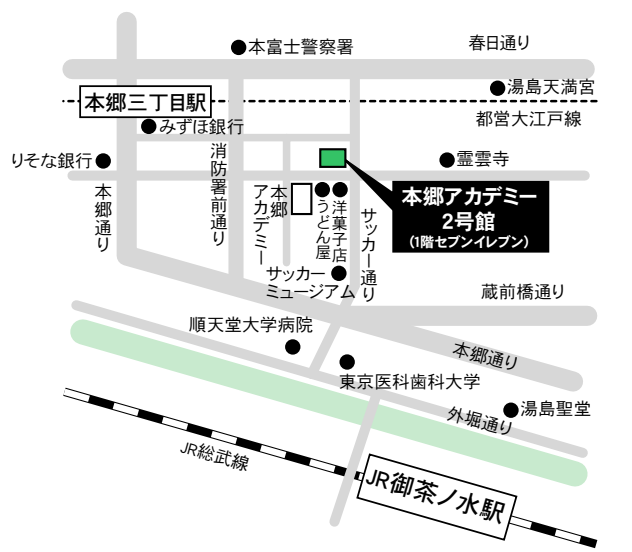 春日通り
本富士警察署
湯島天満宮
本郷三丁目駅
都営大江戸線
みずほ銀行
りそな銀行
霊雲寺
本郷通り
消防署前通り
本郷
アカデミー
うどん屋
洋菓子店
サッカー通り
本郷アカデミー
2号館
(1階セブンイレブン)
サッカー
ミュージアム
蔵前橋通り
順天堂大学病院
本郷通り
東京医科歯科大学
湯島聖堂
外堀通り
JR総武線
JR御茶ノ水駅